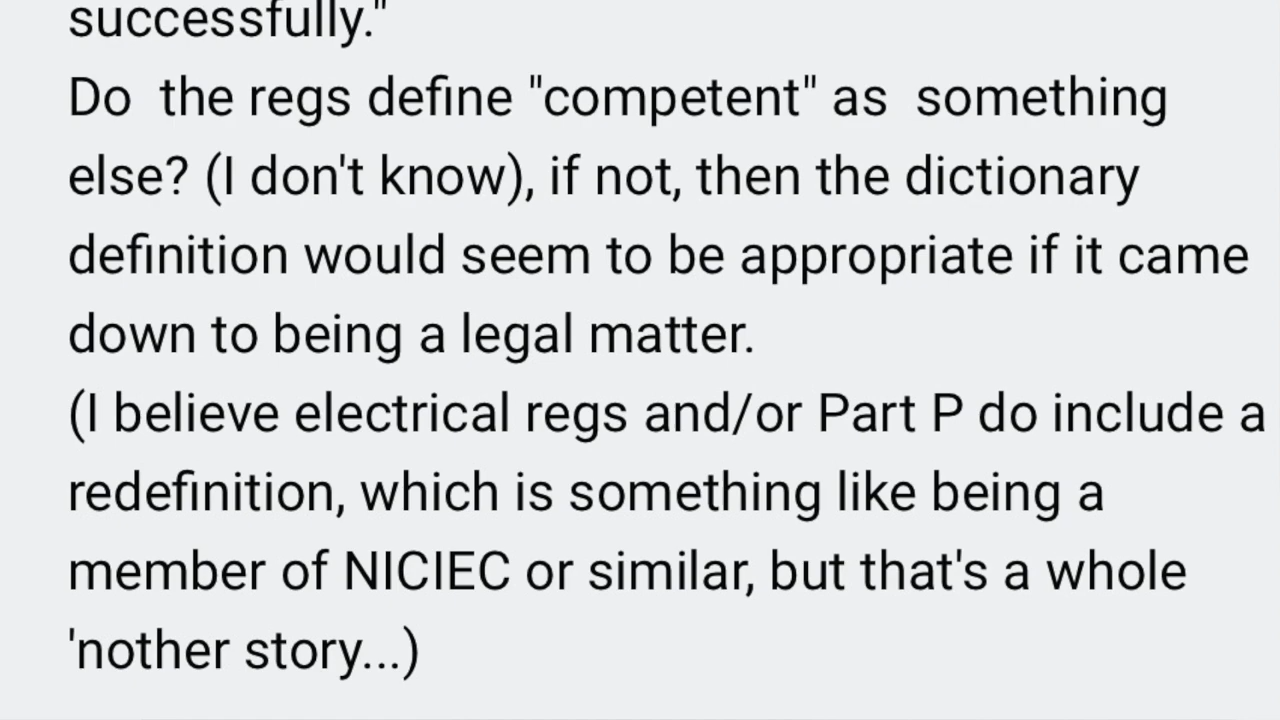 successfully."
Do  the regs define "competent" as  something
else? (I don't know), if not, then the dictionary
definition would seem to be appropriate if it came
down to being a legal matter.
(I believe electrical regs and/or Part P do include a
redefinition, which is something like being a
member of NICIEC or similar, but that's a whole
'nother story...)